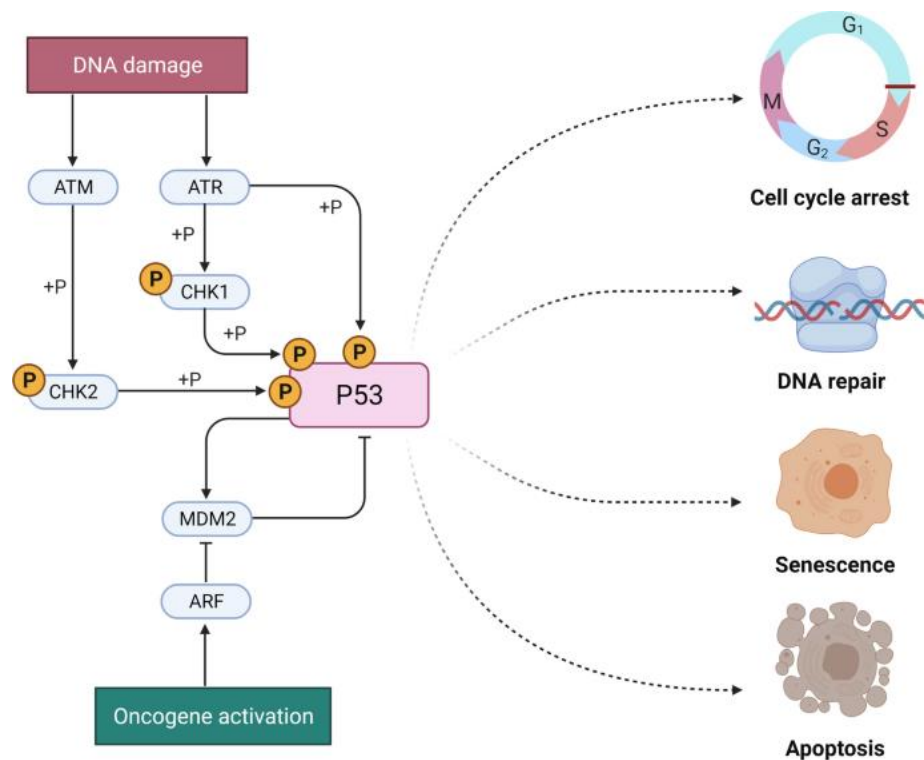 DNA damage
ATM
ATR
+P
+P
+P
P
CHK1
+P
P
CHK2
+P
P
P
P
P53
MDM2
ARF
Oncogene activation
G₁
M
S
G₂
Cell cycle arrest
DNA repair
Senescence
Apoptosis